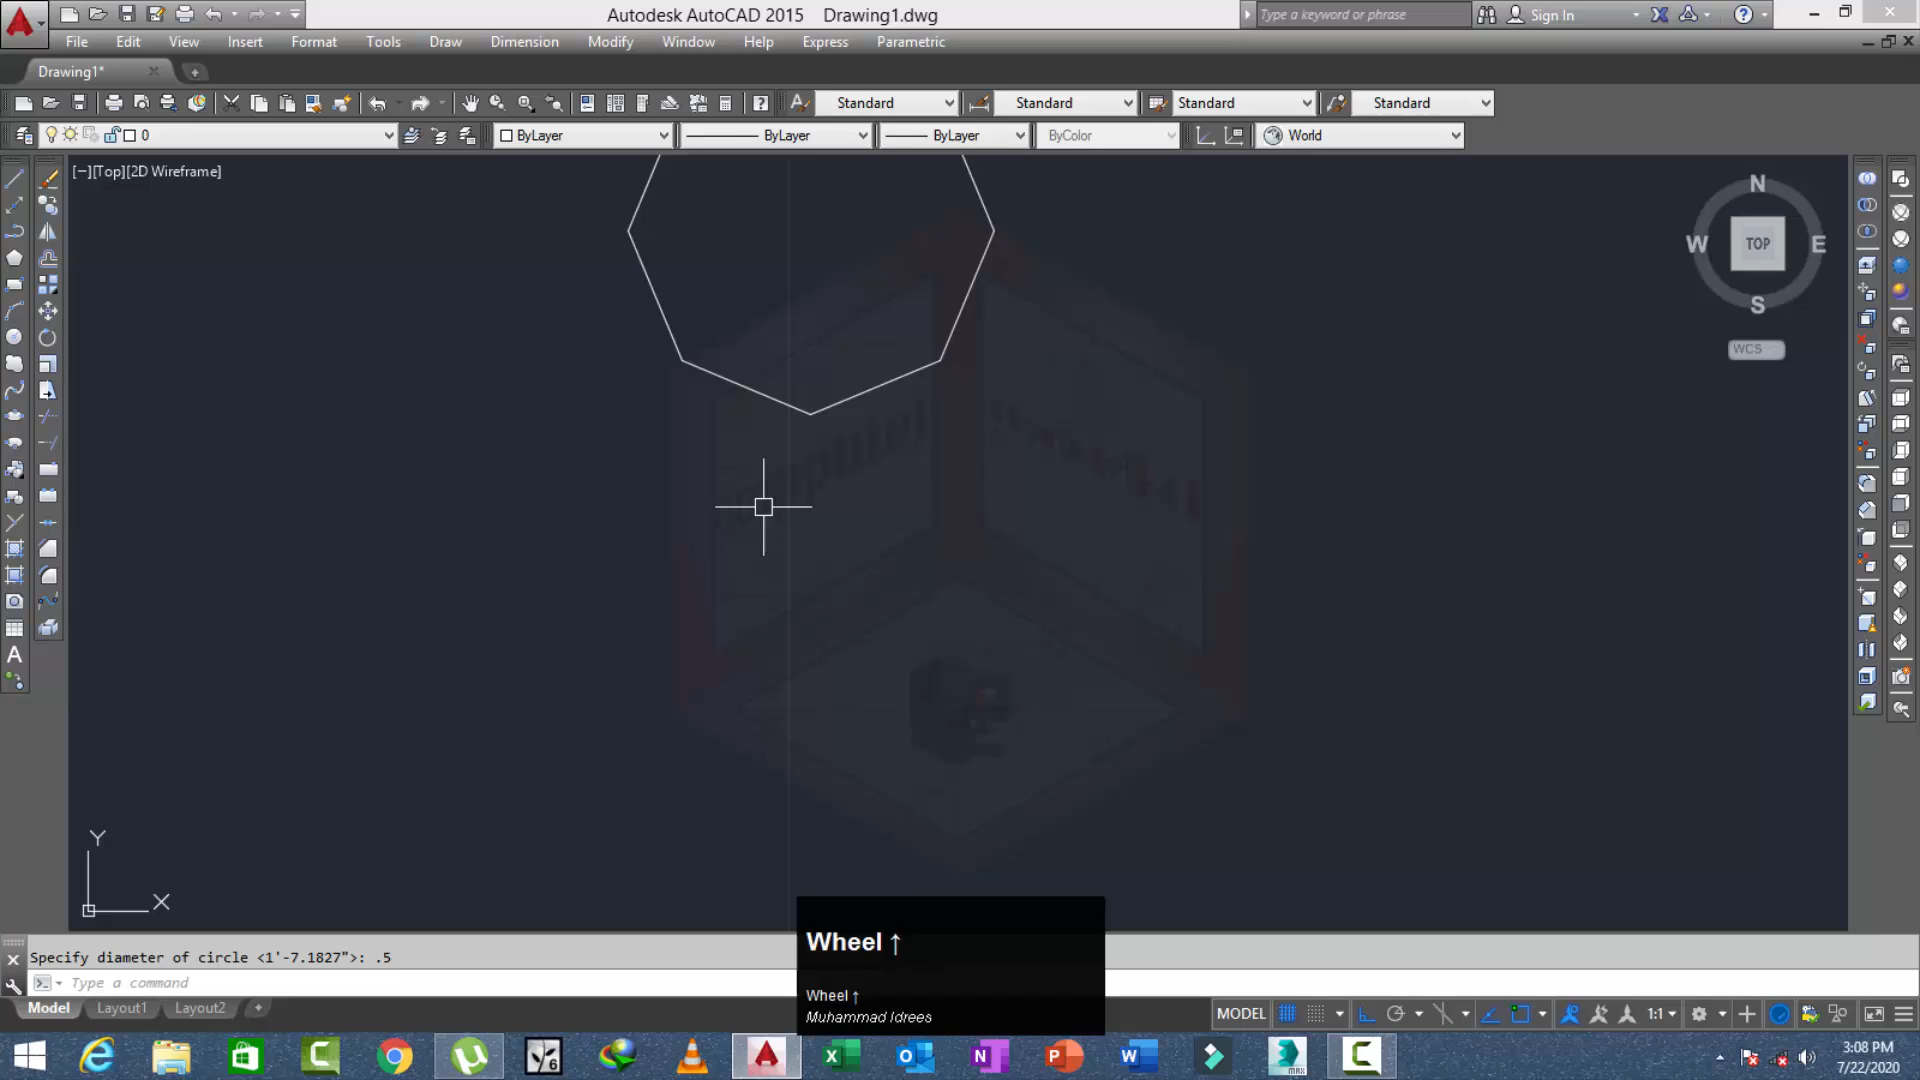 Autodesk AutoCAD 2015 Drawing1.dwg
Type a keyword or phrase
Sign In
File Edit View Insert Format Tools Draw Dimension Modify Window Help Express Parametric
Drawing1*
Standard Standard Standard Standard
0 ByLayer ByLayer ByLayer ByColor World
[−][Top][2D Wireframe]
N
W TOP E
S
WCS
Y
X
Specify diameter of circle <1'-7.1827">: .5
Type a command
Wheel ↑
Wheel ↑
Muhammad Idrees
Model Layout1 Layout2
MODEL 1:1
3:08 PM
7/22/2020